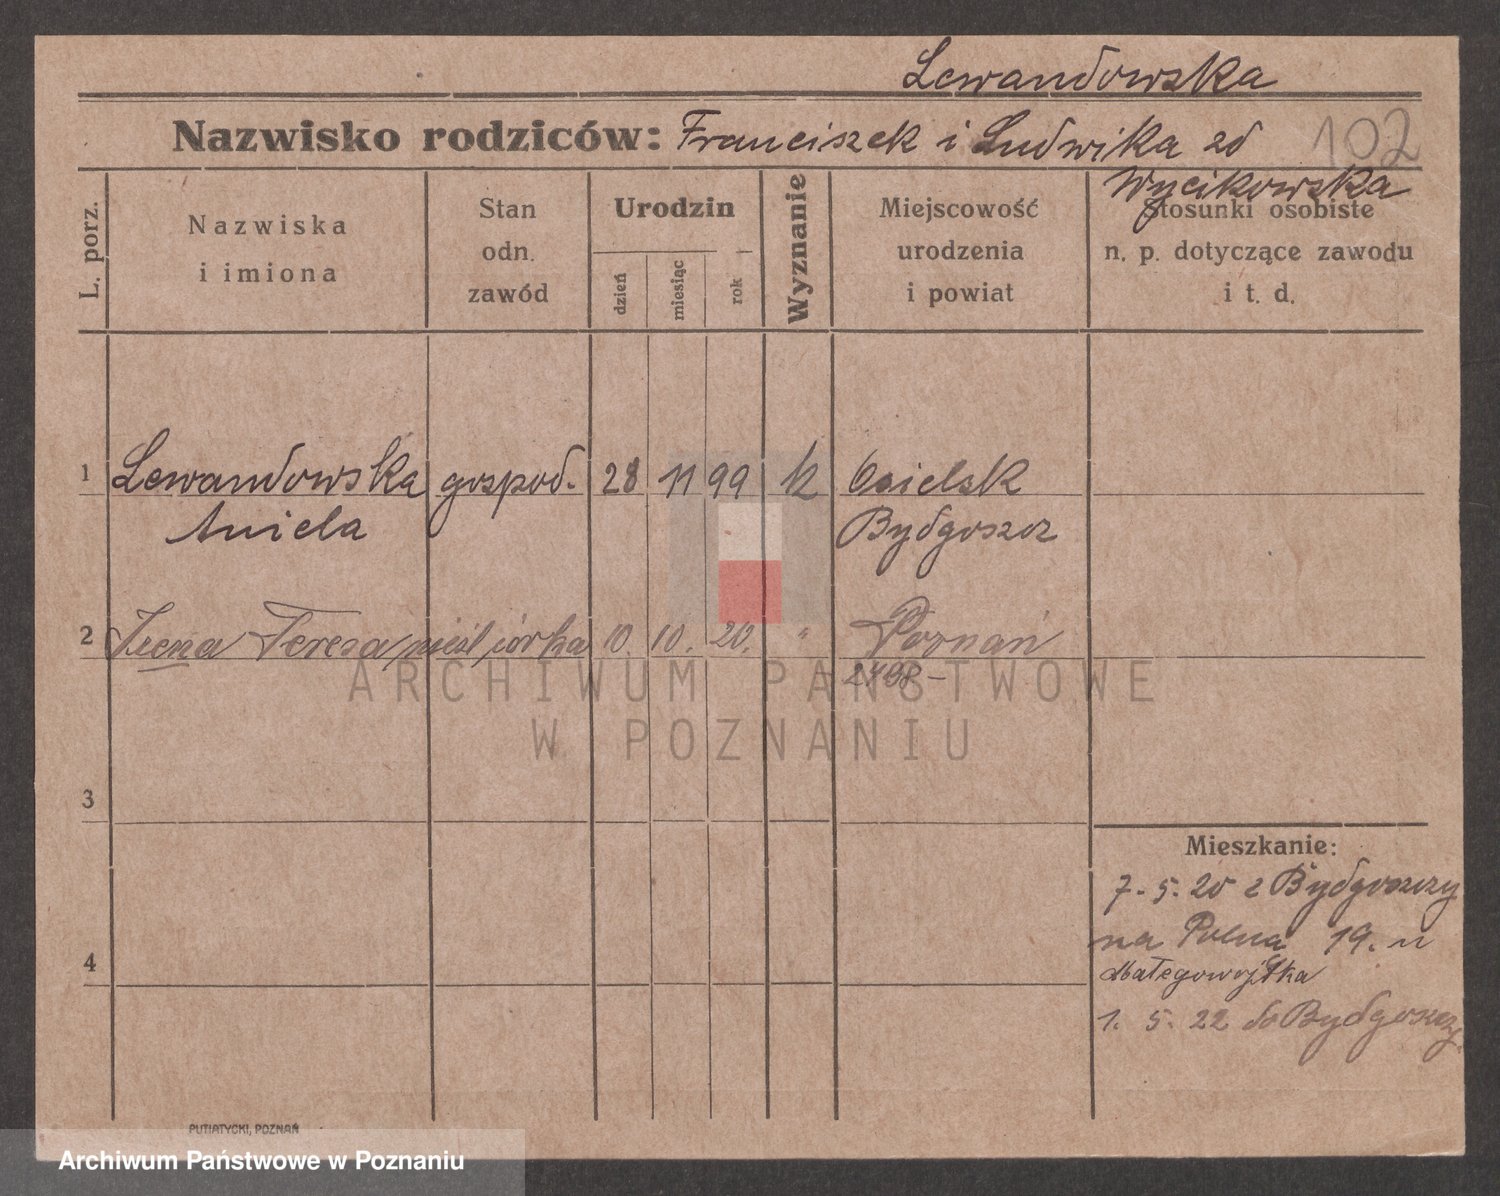 Lewandowska
Nazwisko rodziców: Franciszek i Ludwika zd
102
Wycikowska
L. porz.
Nazwiska
i imiona
Stan
odn.
zawód
Urodzin
dzień
miesiąc
rok
Wyznanie
Miejscowość
urodzenia
i powiat
Stosunki osobiste
n. p. dotyczące zawodu
i t. d.
1 Lewandowska gospod. 28 11 99 k Osielsk
Aniela Bydgoszcz
2 Irena Teresa córka 10. 10. 20. " Poznań
3
4
Mieszkanie:
7. 5. 20 z Bydgoszczy
na Polna 19. u
Małegowojtka
1. 5. 22 do Bydgoszczy.
PUTIATYCKI, POZNAŃ
ARCHIWUM PAŃSTWOWE
W POZNANIU
Archiwum Państwowe w Poznaniu